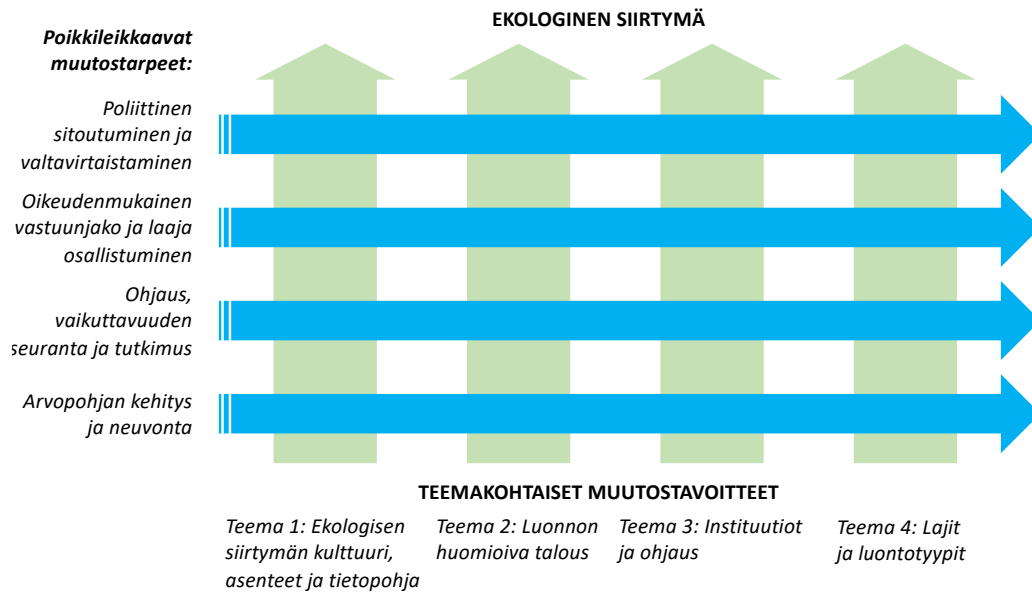 EKOLOGINEN SIIRTYMÄ
Poikkileikkaavat
muutostarpeet:
Poliittinen
sitoutuminen ja
valtavirtaistaminen
Oikeudenmukainen
vastuunjako ja laaja
osallistuminen
Ohjaus,
vaikuttavuuden
seuranta ja tutkimus
Arvopohjan kehitys
ja neuvonta
TEEMAKOHTAISET MUUTOSTAVOITTEET
Teema 1: Ekologisen
siirtymän kulttuuri,
asenteet ja tietopohja
Teema 2: Luonnon
huomioiva talous
Teema 3: Instituutiot
ja ohjaus
Teema 4: Lajit
ja luontotyypit